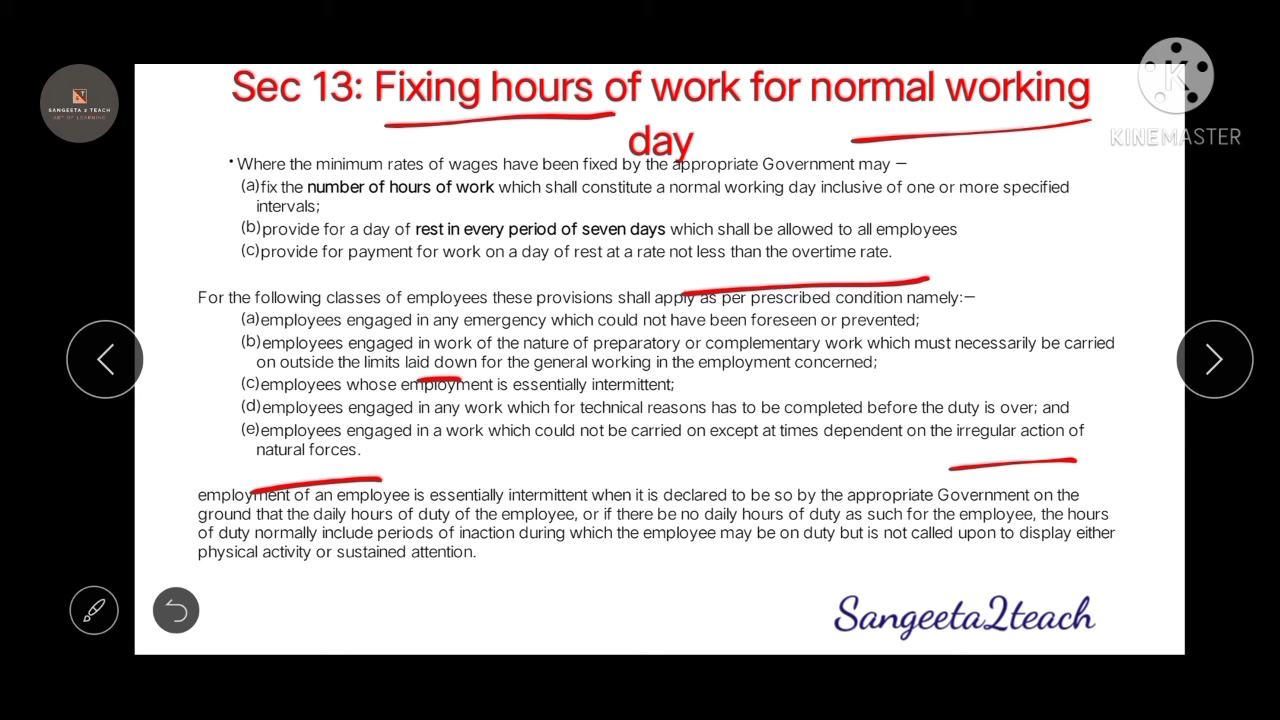 Sec 13: Fixing hours of work for normal working
day
SANGEETA 2 TEACH
ART OF LEARNING
KINEMASTER
• Where the minimum rates of wages have been fixed by the appropriate Government may –
(a)fix the number of hours of work which shall constitute a normal working day inclusive of one or more specified
intervals;
(b)provide for a day of rest in every period of seven days which shall be allowed to all employees
(c)provide for payment for work on a day of rest at a rate not less than the overtime rate.
For the following classes of employees these provisions shall apply as per prescribed condition namely:–
(a)employees engaged in any emergency which could not have been foreseen or prevented;
(b)employees engaged in work of the nature of preparatory or complementary work which must necessarily be carried
on outside the limits laid down for the general working in the employment concerned;
(c)employees whose employment is essentially intermittent;
(d)employees engaged in any work which for technical reasons has to be completed before the duty is over; and
(e)employees engaged in a work which could not be carried on except at times dependent on the irregular action of
natural forces.
employment of an employee is essentially intermittent when it is declared to be so by the appropriate Government on the
ground that the daily hours of duty of the employee, or if there be no daily hours of duty as such for the employee, the hours
of duty normally include periods of inaction during which the employee may be on duty but is not called upon to display either
physical activity or sustained attention.
Sangeeta2teach